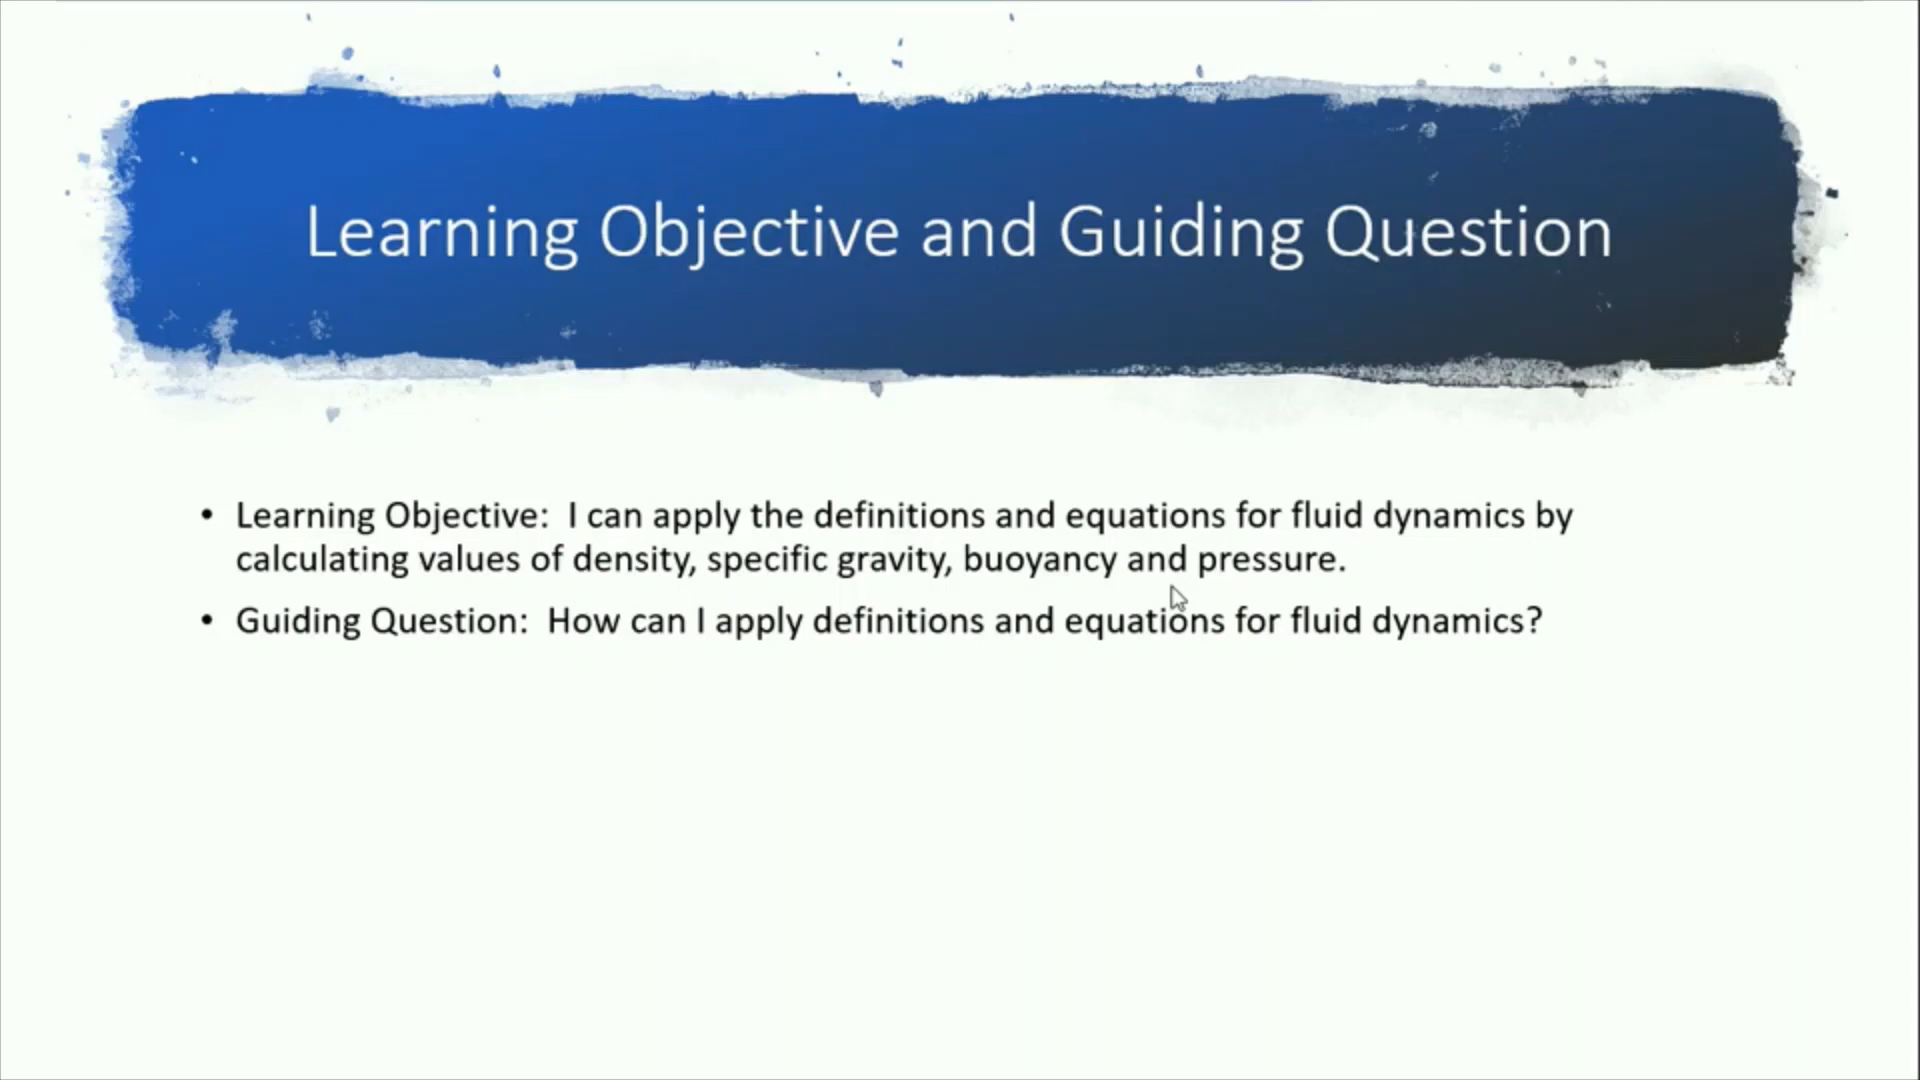 Learning Objective and Guiding Question
• Learning Objective:  I can apply the definitions and equations for fluid dynamics by
calculating values of density, specific gravity, buoyancy and pressure.
• Guiding Question:  How can I apply definitions and equations for fluid dynamics?